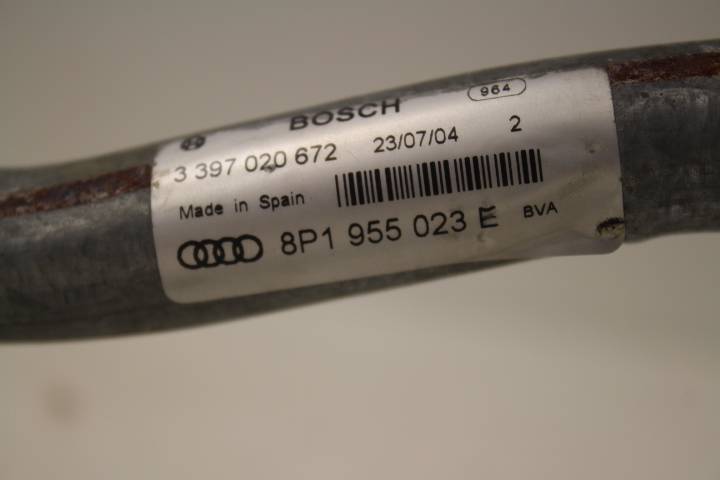 BOSCH 964
3 397 020 672 23/07/04 2
Made in Spain
8P1 955 023 E BVA